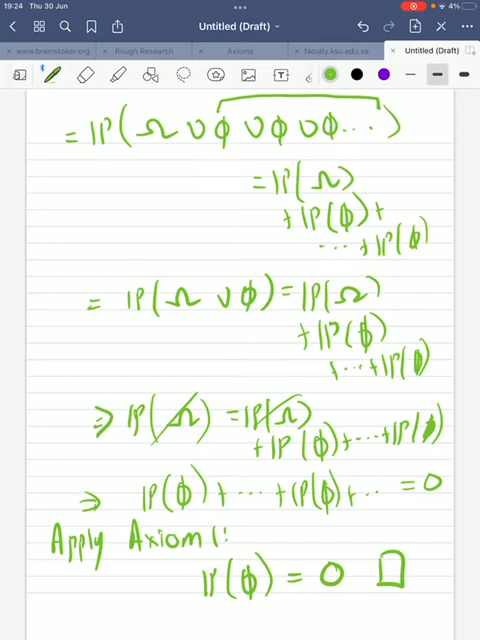 19:24 Thu 30 Jun
4%
Untitled (Draft)
www.bramstoker.org
Rough Research
Axioms
faculty.ksu.edu.sa
Untitled (Draft)
= ℙ(Ω ∪ ϕ ∪ ϕ ∪ ϕ...)
= ℙ(Ω)
+ ℙ(ϕ) +
... + ℙ(ϕ)
= ℙ(Ω ∪ ϕ) = ℙ(Ω)
+ ℙ(ϕ)
+ ... + ℙ(ϕ)
⇒ ℙ(Ω) = ℙ(Ω)
+ ℙ(ϕ) + ... + ℙ(ϕ)
⇒ ℙ(ϕ) + ... + ℙ(ϕ) + ... = 0
Apply Axiom 1:
ℙ(ϕ) = 0 □